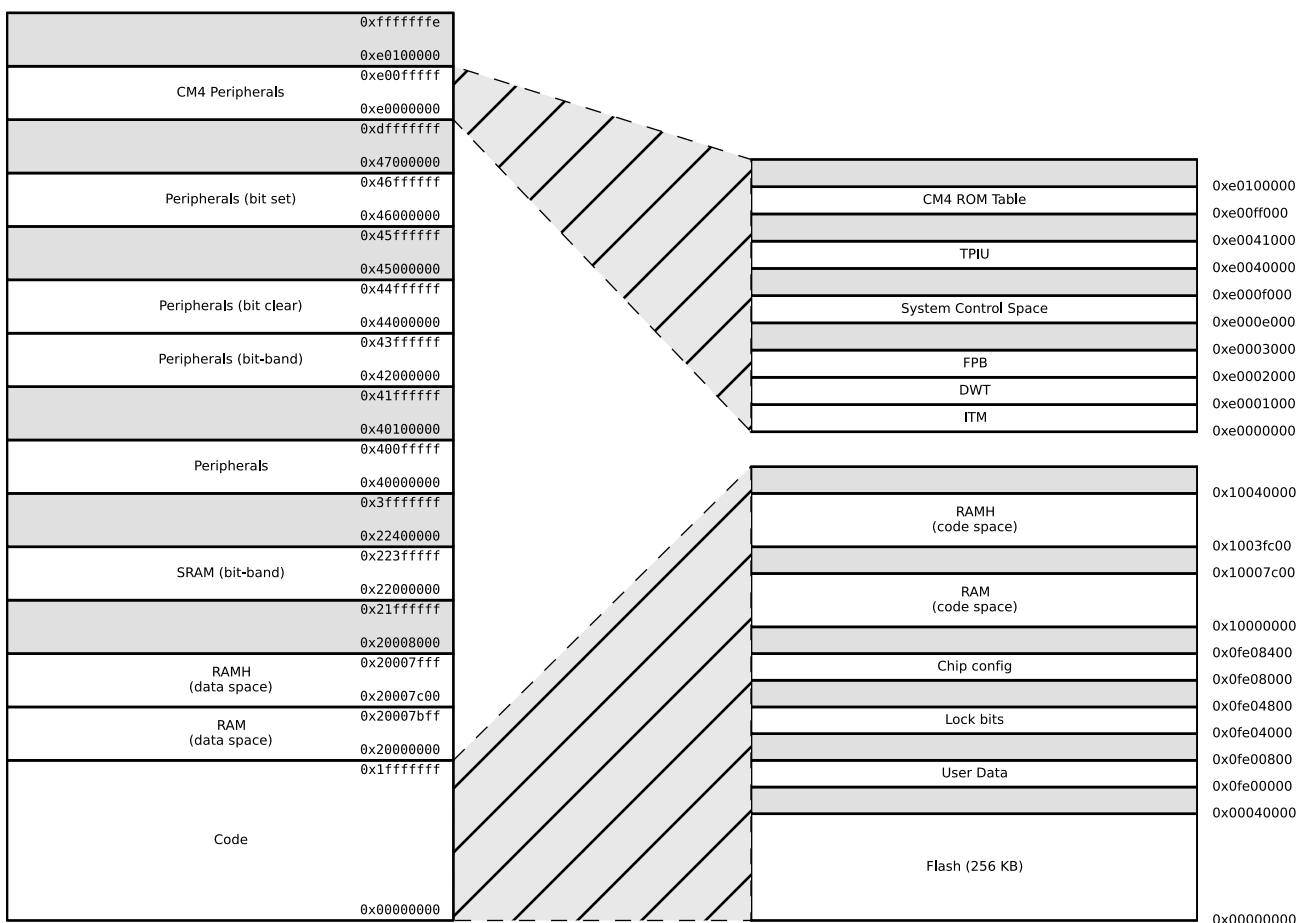 0xfffffffe
0xe0100000
0xe00fffff
CM4 Peripherals
0xe0000000
0xdfffffff
0x47000000
0x46ffffff
Peripherals (bit set)
0x46000000
0x45ffffff
0x45000000
0x44ffffff
Peripherals (bit clear)
0x44000000
0x43ffffff
Peripherals (bit-band)
0x42000000
0x41ffffff
0x40100000
0x400fffff
Peripherals
0x40000000
0x3fffffff
0x22400000
0x223fffff
SRAM (bit-band)
0x22000000
0x21ffffff
0x20008000
0x20007fff
RAMH
(data space)
0x20007c00
0x20007bff
RAM
(data space)
0x20000000
0x1fffffff
Code
0x00000000
0xe0100000
CM4 ROM Table
0xe00ff000
0xe0041000
TPIU
0xe0040000
0xe000f000
System Control Space
0xe000e000
0xe0003000
FPB
0xe0002000
DWT
0xe0001000
ITM
0xe0000000
0x10040000
RAMH
(code space)
0x1003fc00
0x10007c00
RAM
(code space)
0x10000000
0x0fe08400
Chip config
0x0fe08000
0x0fe04800
Lock bits
0x0fe04000
0x0fe00800
User Data
0x0fe00000
0x00040000
Flash (256 KB)
0x00000000